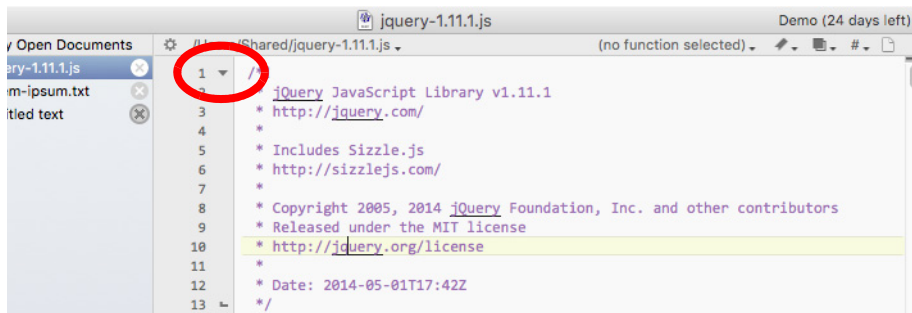 jquery-1.11.1.js Demo (24 days left)
y Open Documents /Shared/jquery-1.11.1.js (no function selected) #
ery-1.11.1.js
em-ipsum.txt
itled text
1 /*
2 * jQuery JavaScript Library v1.11.1
3 * http://jquery.com/
4 *
5 * Includes Sizzle.js
6 * http://sizzlejs.com/
7 *
8 * Copyright 2005, 2014 jQuery Foundation, Inc. and other contributors
9 * Released under the MIT license
10 * http://jquery.org/license
11 *
12 * Date: 2014-05-01T17:42Z
13 */